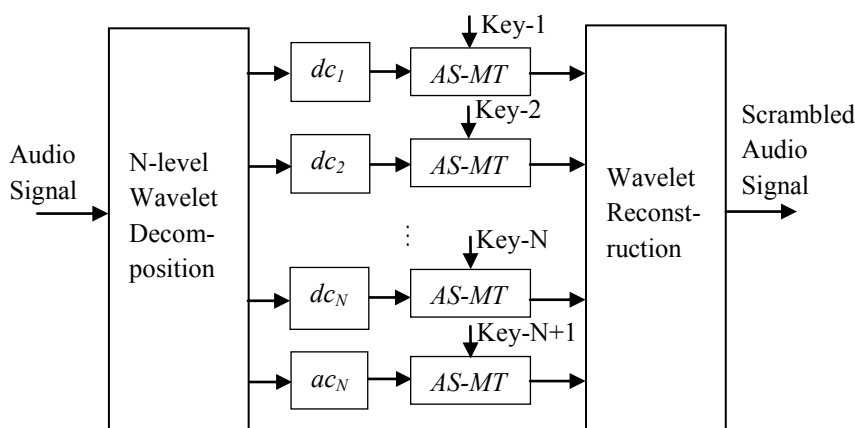 Audio
Signal
N-level
Wavelet
Decom-
position
dc1
dc2
⋮
dcN
acN
Key-1
AS-MT
Key-2
AS-MT
Key-N
AS-MT
Key-N+1
AS-MT
Wavelet
Reconst-
ruction
Scrambled
Audio
Signal